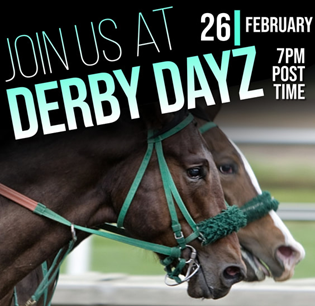 JOIN US AT
DERBY DAYZ
26 FEBRUARY
7PM
POST
TIME